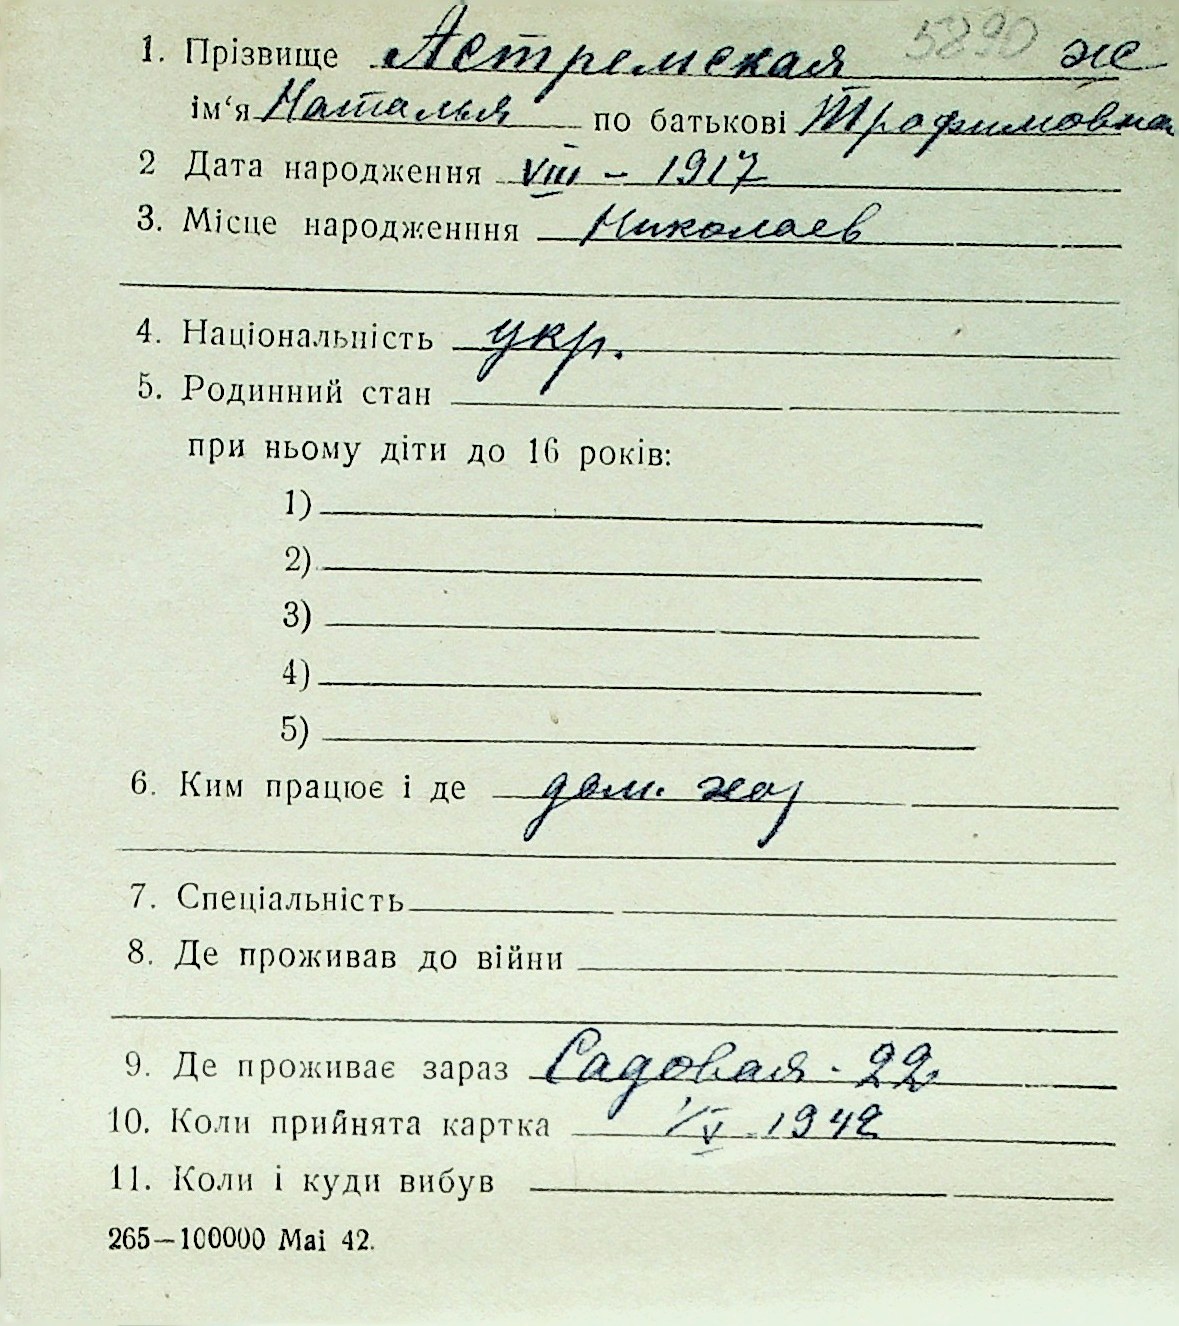 1. Прізвище Астремская 5890 ж
ім‘я Наталья по батькові Трофимовна
2 Дата народження VIII – 1917
3. Місце народженння Николаев
4. Національність укр.
5. Родинний стан
при ньому діти до 16 років:
1)
2)
3)
4)
5)
6. Ким працює і де дом. хоз
7. Спеціальність
8. Де проживав до війни
9. Де проживає зараз Садовая - 22
10. Коли прийнята картка 1/V 1942
11. Коли і куди вибув
265—100000 Mai 42.